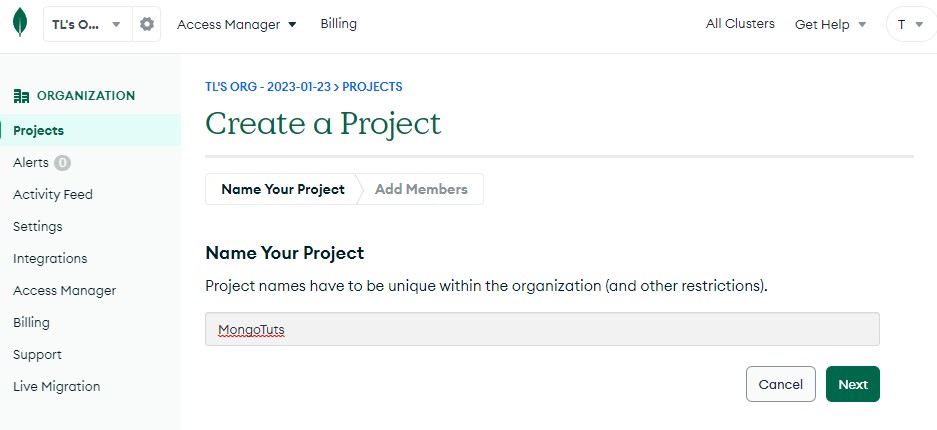 TL's O...
Access Manager
Billing
All Clusters
Get Help
T
ORGANIZATION
Projects
Alerts 0
Activity Feed
Settings
Integrations
Access Manager
Billing
Support
Live Migration
TL'S ORG - 2023-01-23 > PROJECTS
Create a Project
Name Your Project
Add Members
Name Your Project
Project names have to be unique within the organization (and other restrictions).
MongoTuts
Cancel
Next